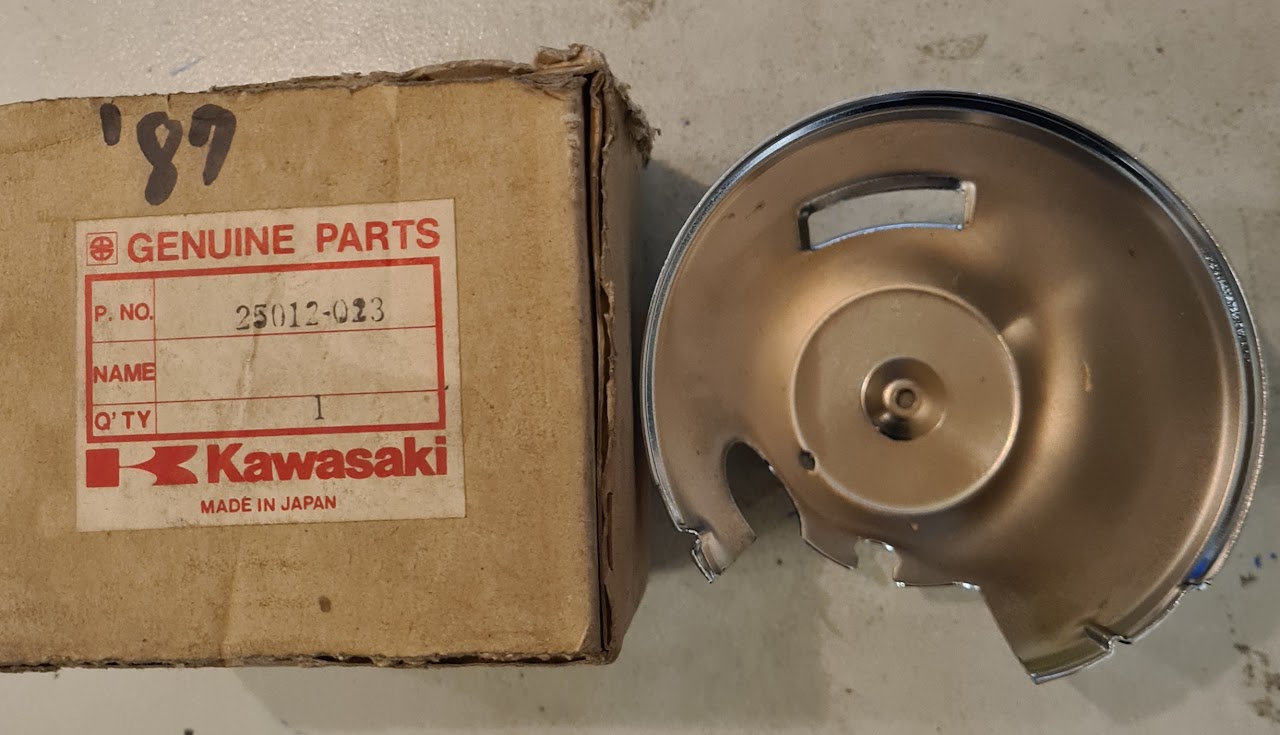 '87
GENUINE PARTS
P. NO. 25012-023
NAME
Q'TY 1
Kawasaki
MADE IN JAPAN